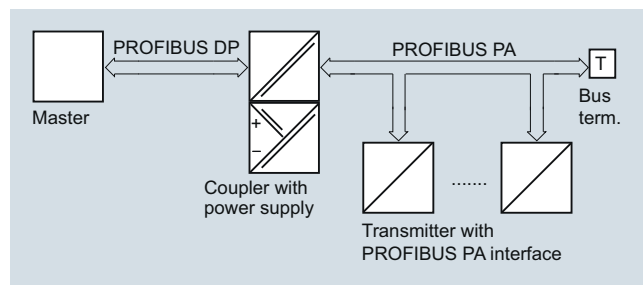 PROFIBUS DP
PROFIBUS PA
T
Master
+
–
Bus
term.
Coupler with
power supply
.......
Transmitter with
PROFIBUS PA interface